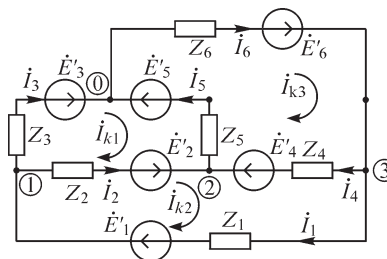 Z₆ İ₆ Ė'₆
İ₃ Ė'₃ ⓪ Ė'₅ İ₅
İₖ₃
Z₃ İₖ₁ Z₅
Ė'₂ Ė'₄ Z₄
① ③
Z₂ İ₂ ② İ₄
İₖ₂
Ė'₁ Z₁ İ₁